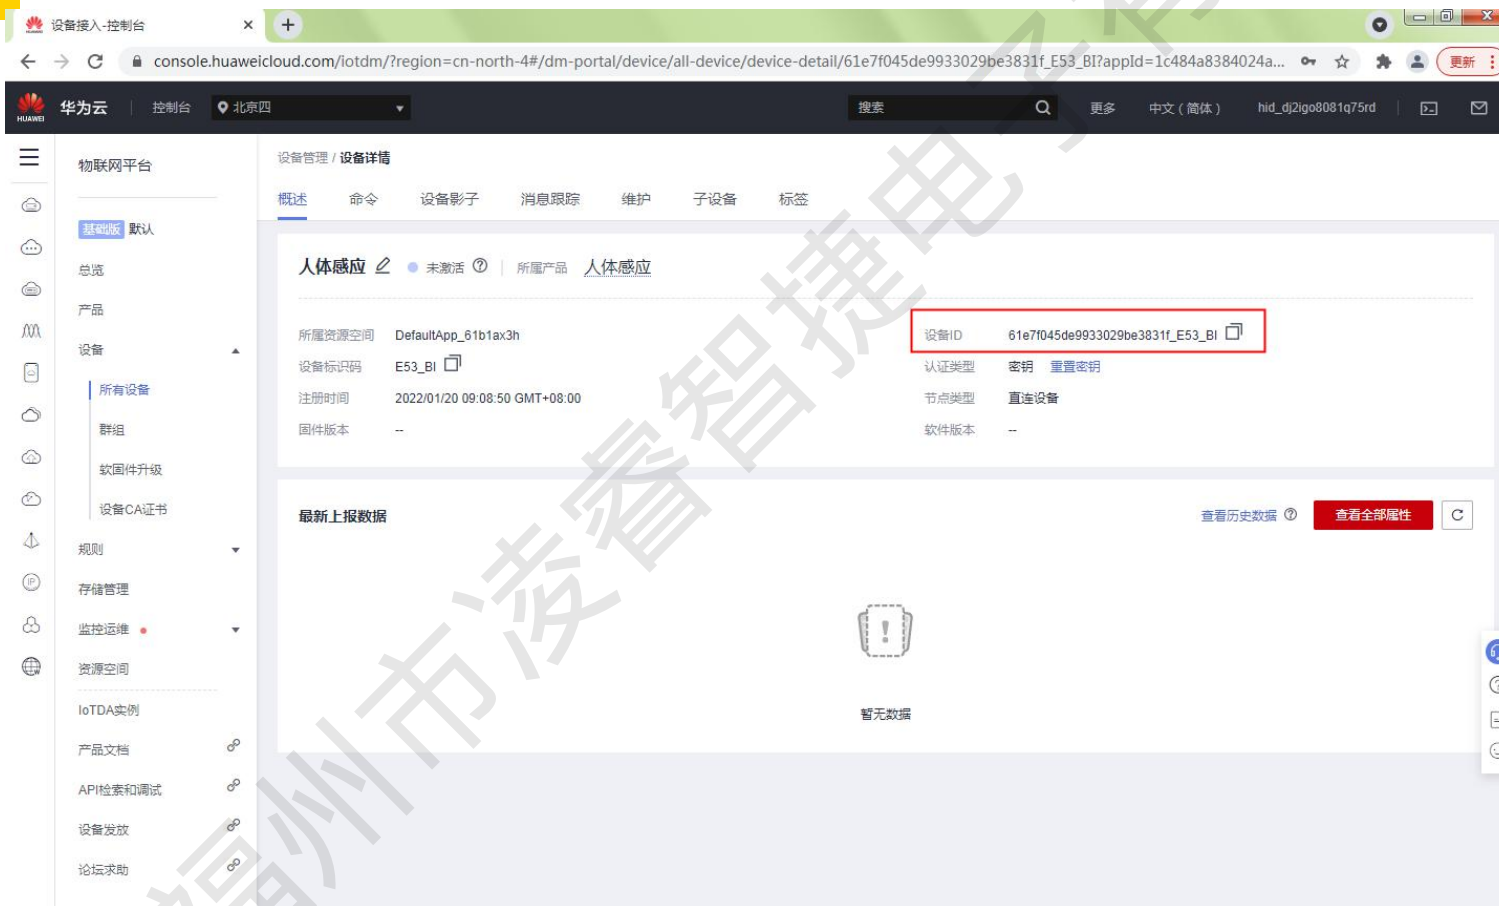 设备接入-控制台
console.huaweicloud.com/iotdm/?region=cn-north-4#/dm-portal/device/all-device/device-detail/61e7f045de9933029be3831f_E53_BI?appId=1c484a8384024a...
更新
HUAWEI
华为云
控制台
北京四
搜索
更多
中文（简体）
hid_dj2igo8081q75rd
物联网平台
基础版 默认
总览
产品
设备
所有设备
群组
软固件升级
设备CA证书
规则
存储管理
监控运维
资源空间
IoTDA实例
产品文档
API检索和调试
设备发放
论坛求助
设备管理 / 设备详情
概述 命令 设备影子 消息跟踪 维护 子设备 标签
人体感应 未激活 所属产品 人体感应
所属资源空间 DefaultApp_61b1ax3h
设备ID 61e7f045de9933029be3831f_E53_BI
设备标识码 E53_BI
认证类型 密钥 重置密钥
注册时间 2022/01/20 09:08:50 GMT+08:00
节点类型 直连设备
固件版本 --
软件版本 --
最新上报数据
查看历史数据
查看全部属性
暂无数据
福州市凌睿智捷电子有